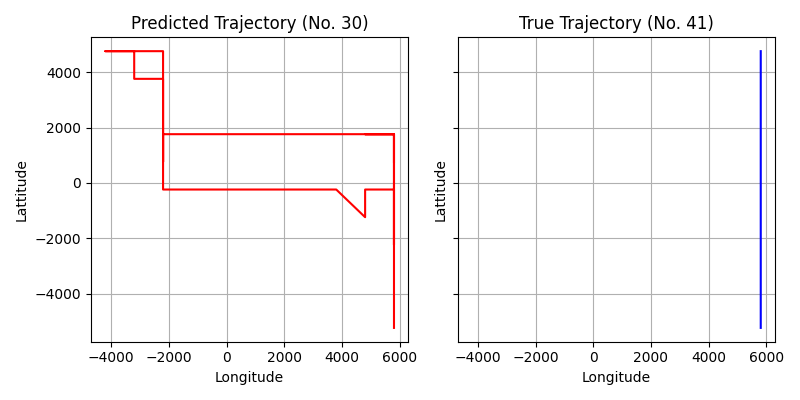 Predicted Trajectory (No. 30)
True Trajectory (No. 41)
Lattitude
4000
2000
0
−2000
−4000
−4000 −2000 0 2000 4000 6000
Longitude
Lattitude
−4000 −2000 0 2000 4000 6000
Longitude